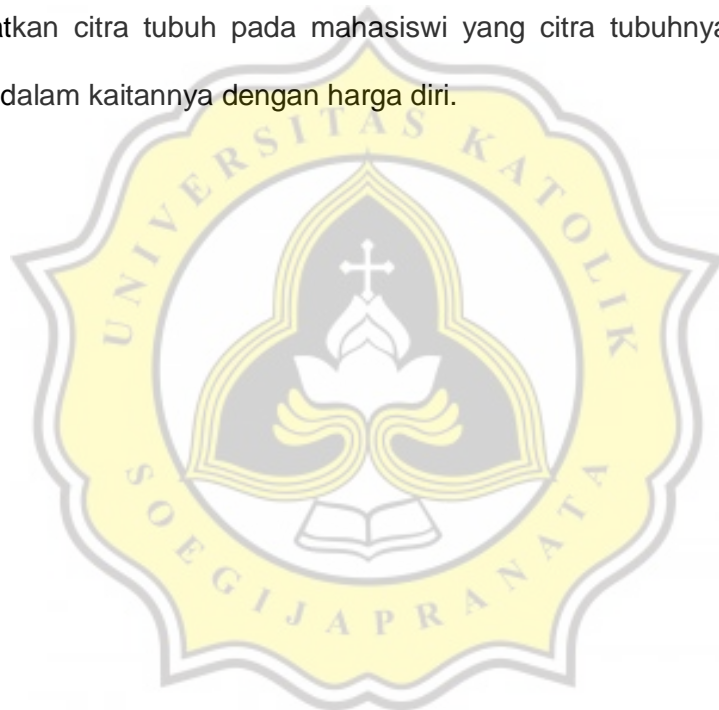 atkan citra tubuh pada mahasiswi yang citra tubuhnya
dalam kaitannya dengan harga diri.
UNIVERSITAS KATOLIK
SOEGIJAPRANATA